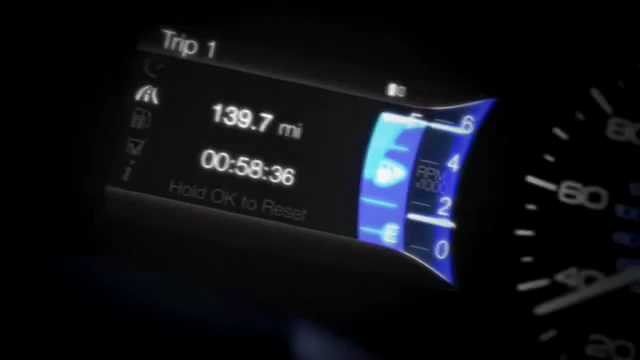 Trip 1
139.7 mi
00:58:36
Hold OK to Reset
F
E
6
4
RPM
x1000
2
0
80
60
40
20